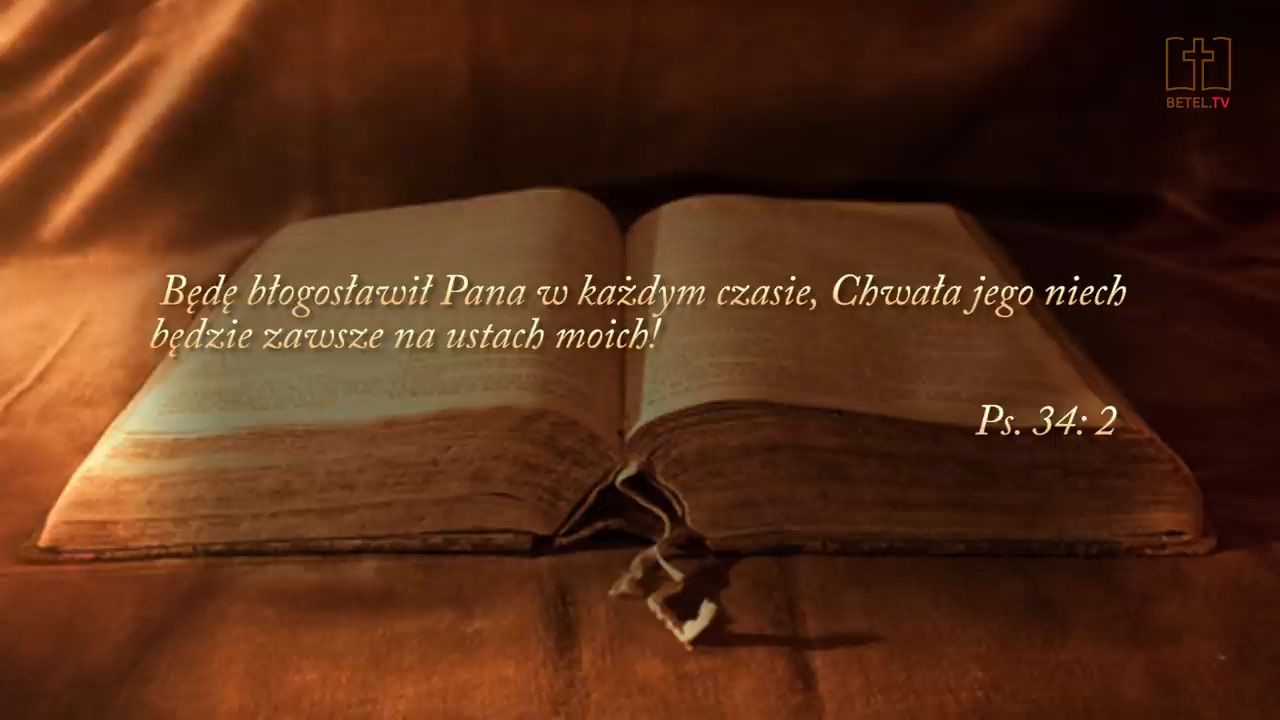 BETEL.TV
Będę błogosławił Pana w każdym czasie, Chwała jego niech
będzie zawsze na ustach moich!
Ps. 34: 2